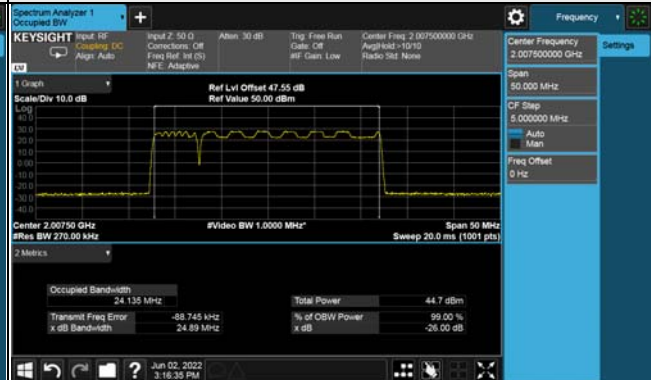 Spectrum Analyzer 1
Occupied BW
+
Frequency
KEYSIGHT
Input: RF
Coupling: DC
Align: Auto
Input Z: 50 Ω
Corrections: Off
Freq Ref: Int (S)
NFE: Adaptive
Atten: 30 dB
Trig: Free Run
Gate: Off
#IF Gain: Low
Center Freq: 2.007500000 GHz
Avg|Hold:>10/10
Radio Std: None
LXI
Center Frequency
2.007500000 GHz
Settings
Span
50.000 MHz
CF Step
5.000000 MHz
Auto
Man
Freq Offset
0 Hz
1 Graph
Scale/Div 10.0 dB
Ref Lvl Offset 47.55 dB
Ref Value 50.00 dBm
Log
40.0
30.0
20.0
10.0
0.00
-10.0
-20.0
-30.0
-40.0
Center 2.00750 GHz
#Res BW 270.00 kHz
#Video BW 1.0000 MHz*
Span 50 MHz
Sweep 20.0 ms (1001 pts)
2 Metrics
Occupied Bandwidth
24.135 MHz
Total Power 44.7 dBm
Transmit Freq Error -88.745 kHz
% of OBW Power 99.00 %
x dB Bandwidth 24.89 MHz
x dB -26.00 dB
?
Jun 02, 2022
3:16:35 PM